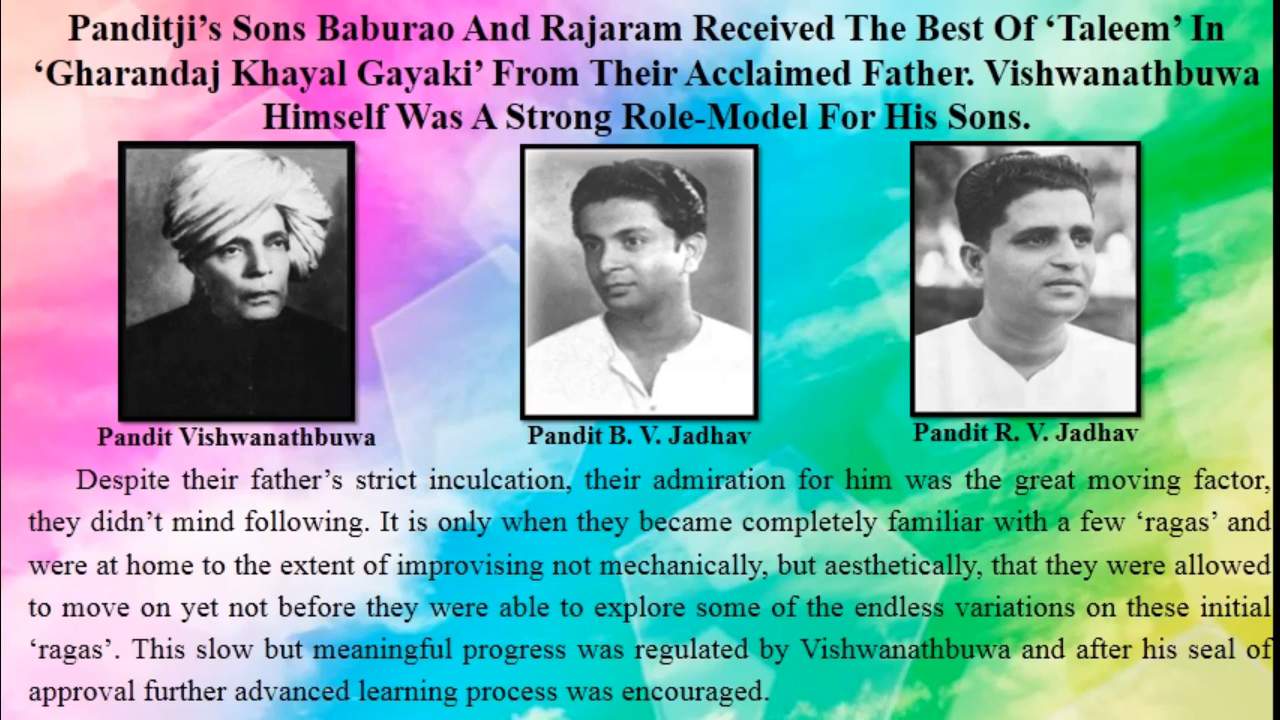 Panditji’s Sons Baburao And Rajaram Received The Best Of ‘Taleem’ In
‘Gharandaj Khayal Gayaki’ From Their Acclaimed Father. Vishwanathbuwa
Himself Was A Strong Role-Model For His Sons.
Pandit Vishwanathbuwa
Pandit B. V. Jadhav
Pandit R. V. Jadhav
Despite their father’s strict inculcation, their admiration for him was the great moving factor,
they didn’t mind following. It is only when they became completely familiar with a few ‘ragas’ and
were at home to the extent of improvising not mechanically, but aesthetically, that they were allowed
to move on yet not before they were able to explore some of the endless variations on these initial
‘ragas’. This slow but meaningful progress was regulated by Vishwanathbuwa and after his seal of
approval further advanced learning process was encouraged.